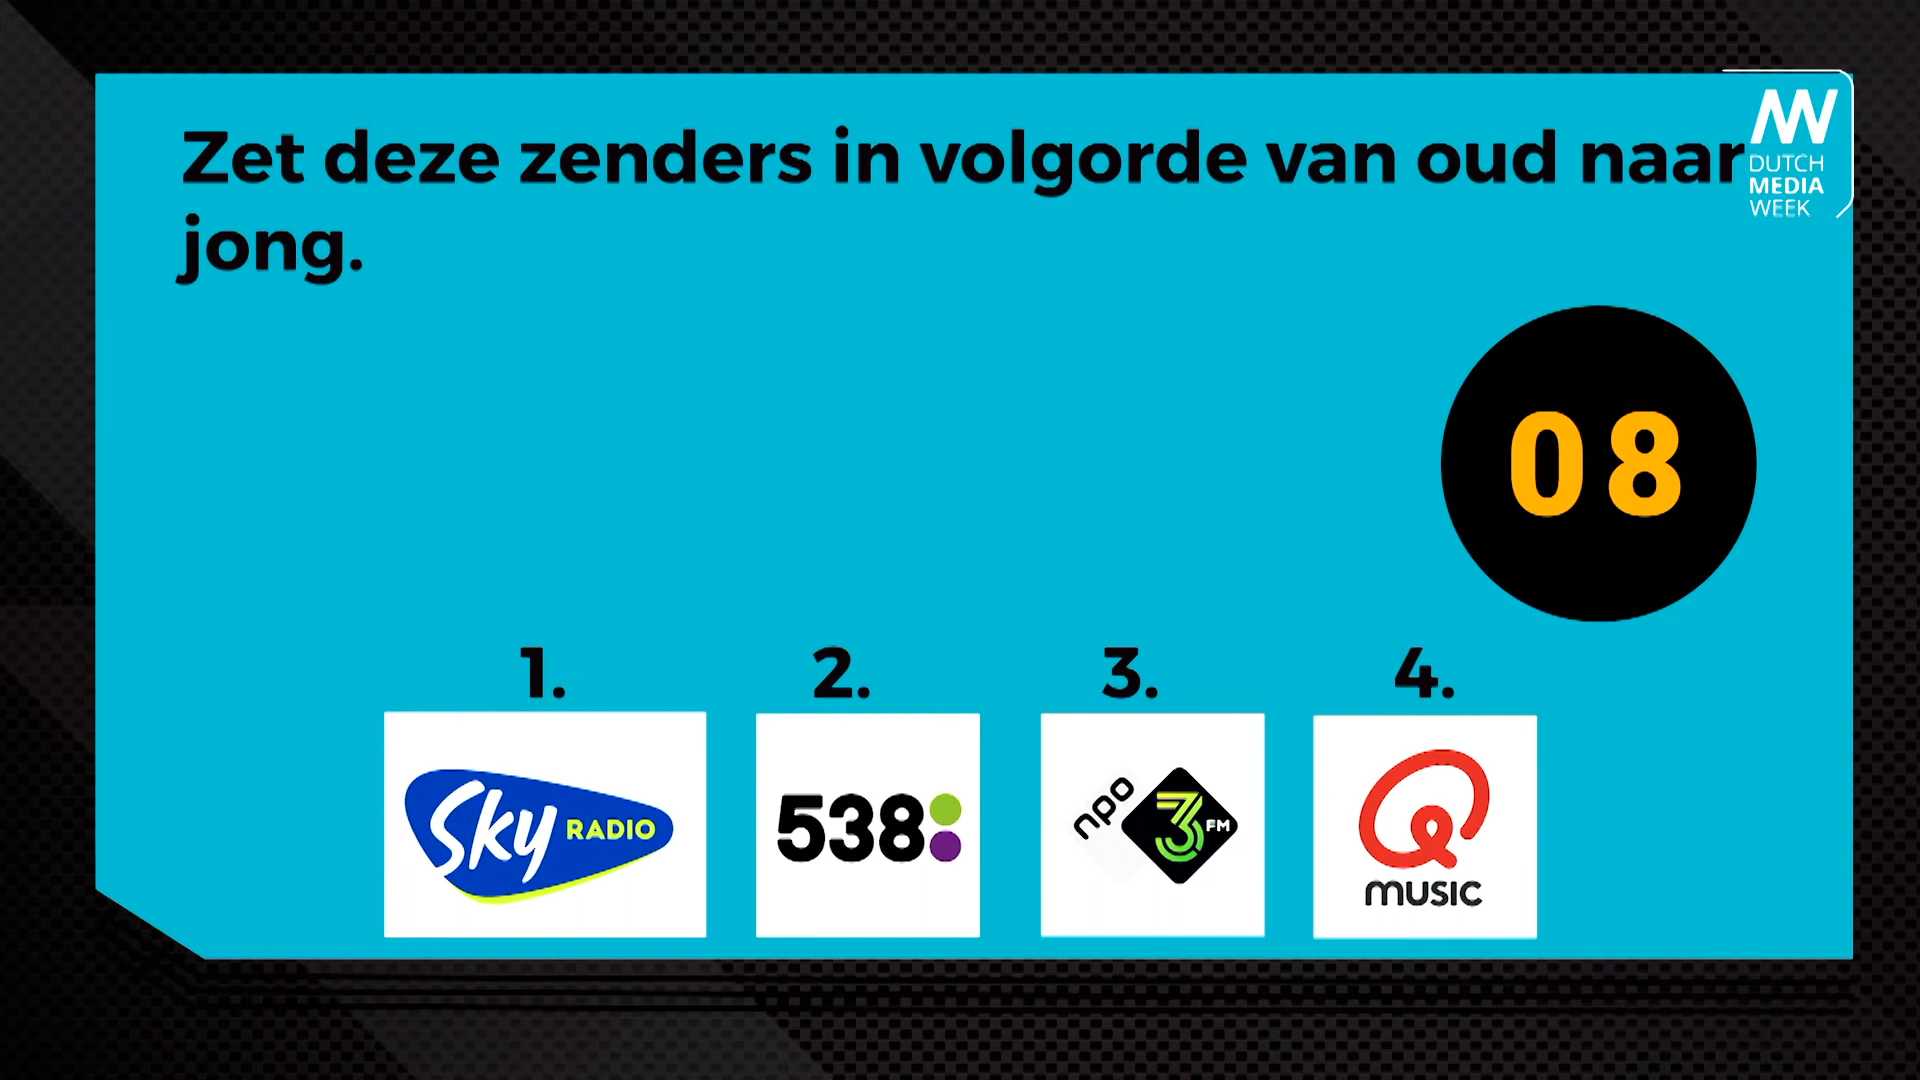 Zet deze zenders in volgorde van oud naar
jong.
DUTCH
MEDIA
WEEK
08
1. 2. 3. 4.
Sky RADIO
538
npo 3 FM
Q
MUSIC